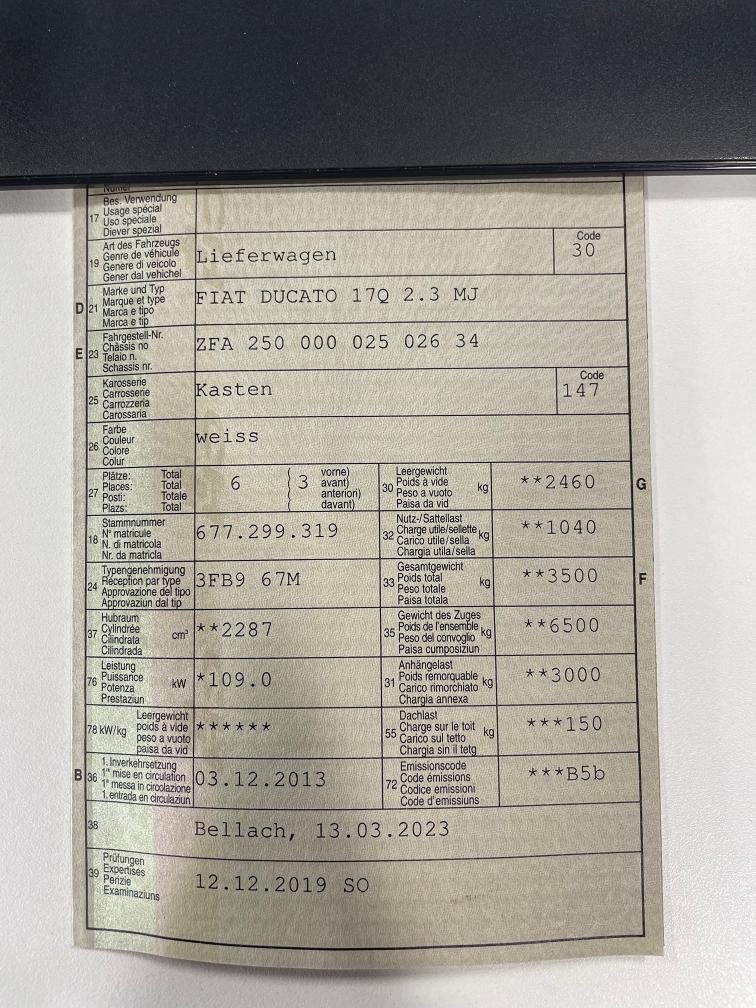 17 Bes. Verwendung
Usage spécial
Uso speciale
Diever spezial
19 Art des Fahrzeugs
Genre de véhicule
Genere di veicolo
Gener dal vehichel
Lieferwagen
Code
30
D 21 Marke und Typ
Marque et type
Marca e tipo
Marca e tip
FIAT DUCATO 17Q 2.3 MJ
E 23 Fahrgestell-Nr.
Châssis no
Telaio n.
Schassis nr.
ZFA 250 000 025 026 34
25 Karosserie
Carrosserie
Carrozzeria
Carossaria
Kasten
Code
147
26 Farbe
Couleur
Colore
Colur
weiss
27 Plätze: Total
Places: Total
Posti: Totale
Plazs: Total
6
3 vorne)
avant)
anteriori)
davant)
30 Leergewicht
Poids à vide
Peso a vuoto
Paisa da vid
kg
**2460
G
18 Stammnummer
N° matricule
N. di matricola
Nr. da matricla
677.299.319
32 Nutz-/Sattellast
Charge utile/sellette
Carico utile/sella
Chargia utila/sella
kg
**1040
24 Typengenehmigung
Réception par type
Approvazione del tipo
Approvaziun dal tip
3FB9 67M
33 Gesamtgewicht
Poids total
Peso totale
Paisa totala
kg
**3500
F
37 Hubraum
Cylindrée
Cilindrata
Cilindrada
cm³
**2287
35 Gewicht des Zuges
Poids de l'ensemble
Peso del convoglio
Paisa cumposiziun
kg
**6500
76 Leistung
Puissance
Potenza
Prestaziun
kW
*109.0
31 Anhängelast
Poids remorquable
Carico rimorchiato
Chargia annexa
kg
**3000
78 kW/kg Leergewicht
poids à vide
peso a vuoto
paisa da vid
******
55 Dachlast
Charge sur le toit
Carico sul tetto
Chargia sin il tetg
kg
***150
B 36 1. Inverkehrsetzung
1re mise en circulation
1a messa in circolazione
1. entrada en circulaziun
03.12.2013
72 Emissionscode
Code émissions
Codice emissioni
Code d'emissiuns
***B5b
38
Bellach, 13.03.2023
39 Prüfungen
Expertises
Perizie
Examinaziuns
12.12.2019 SO